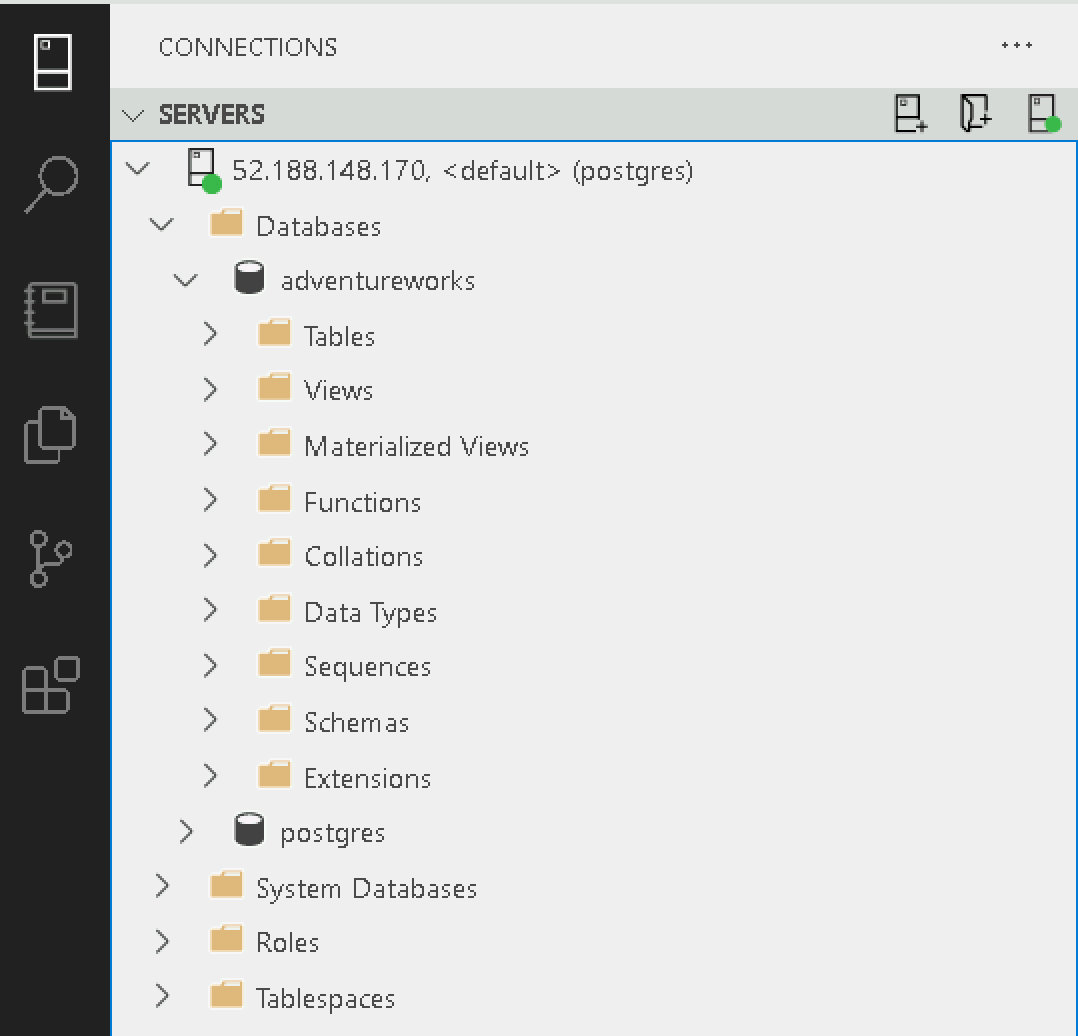 CONNECTIONS
SERVERS
52.188.148.170, <default> (postgres)
Databases
adventureworks
Tables
Views
Materialized Views
Functions
Collations
Data Types
Sequences
Schemas
Extensions
postgres
System Databases
Roles
Tablespaces